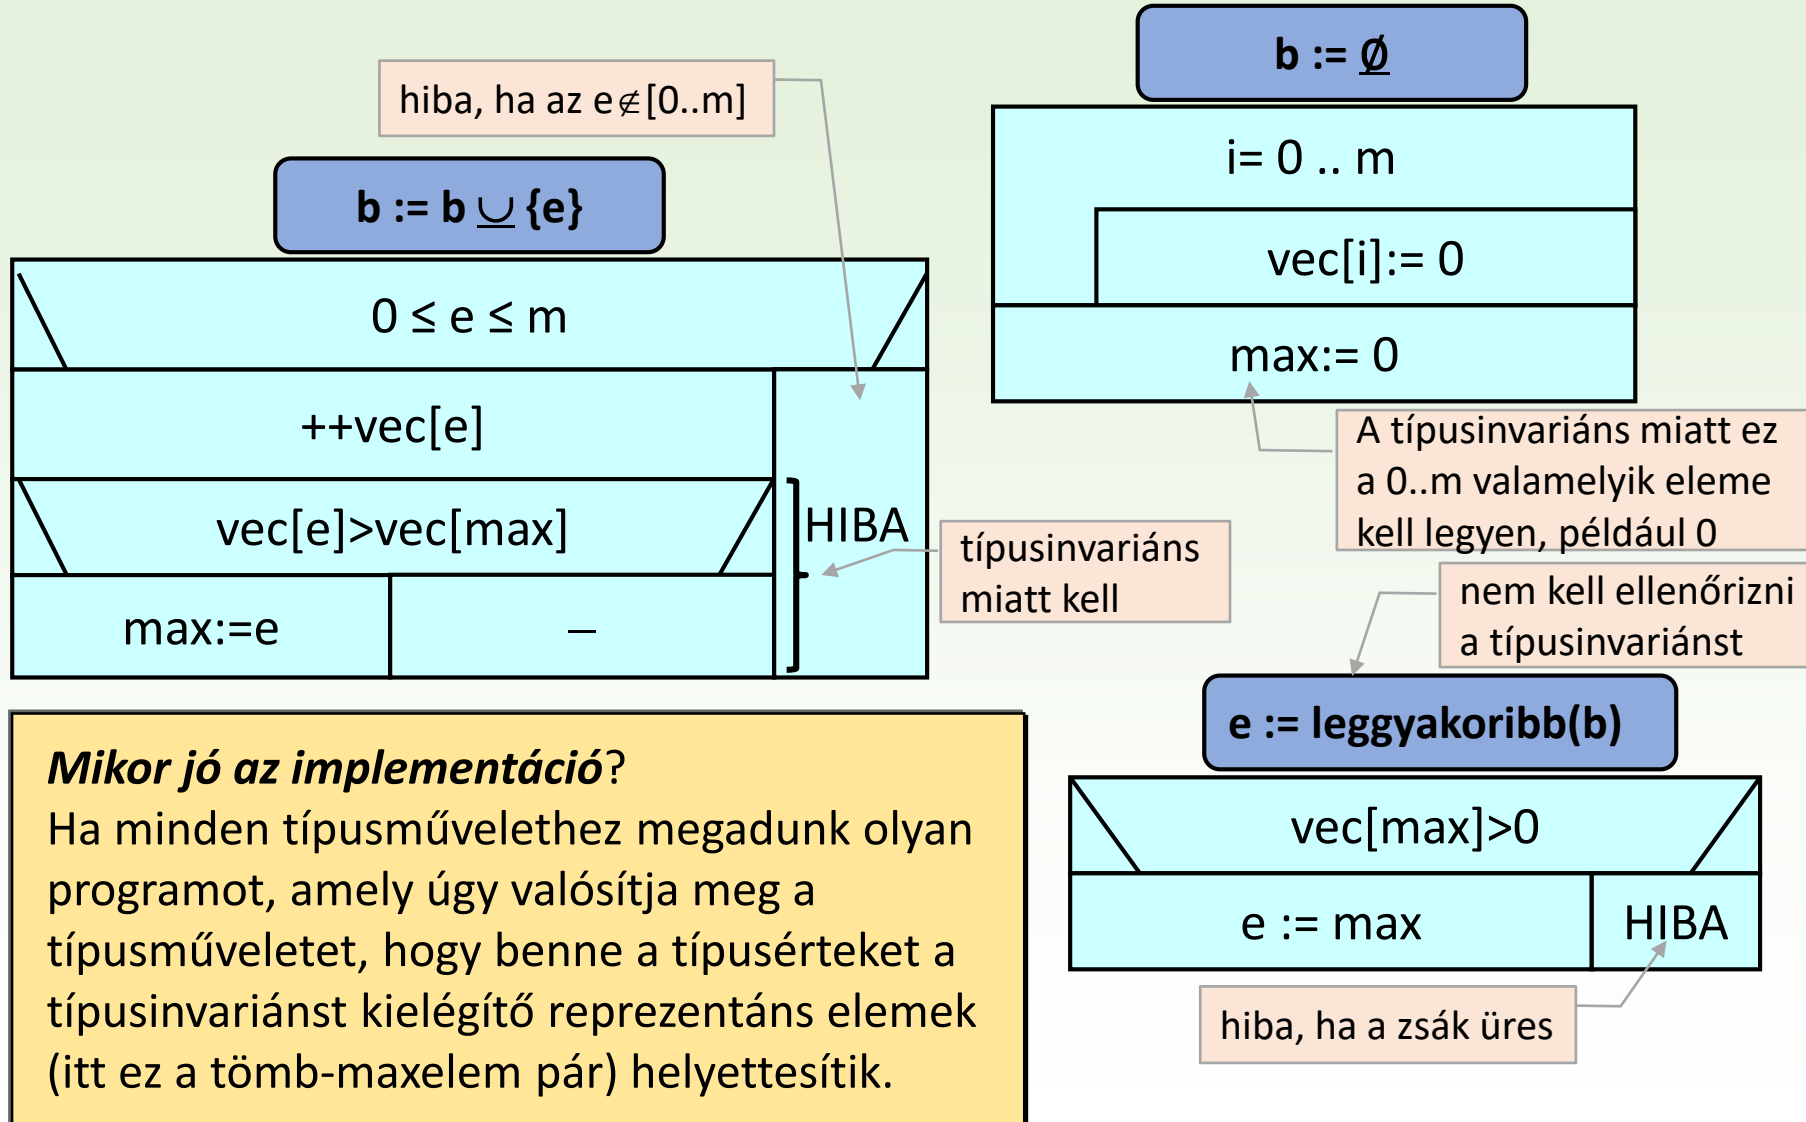 b := Ø
hiba, ha az e∉[0..m]
i= 0 .. m
b := b ∪ {e}
vec[i]:= 0
0 ≤ e ≤ m
max:= 0
++vec[e]
A típusinvariáns miatt ez
a 0..m valamelyik eleme
kell legyen, például 0
vec[e]>vec[max]
HIBA
típusinvariáns
miatt kell
max:=e
–
nem kell ellenőrizni
a típusinvariánst
e := leggyakoribb(b)
vec[max]>0
e := max
HIBA
hiba, ha a zsák üres
Mikor jó az implementáció?
Ha minden típusművelethez megadunk olyan
programot, amely úgy valósítja meg a
típusműveletet, hogy benne a típusérteket a
típusinvariánst kielégítő reprezentáns elemek
(itt ez a tömb-maxelem pár) helyettesítik.